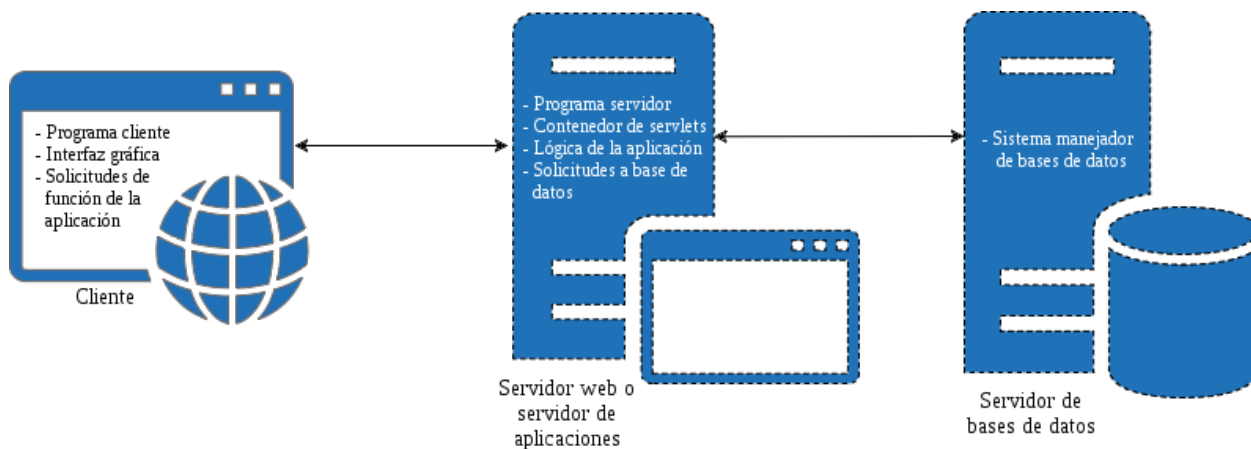 - Programa cliente
- Interfaz gráfica
- Solicitudes de
función de la
aplicación
Cliente
- Programa servidor
- Contenedor de servlets
- Lógica de la aplicación
- Solicitudes a base de
datos
Servidor web o
servidor de
aplicaciones
- Sistema manejador
de bases de datos
Servidor de
bases de datos